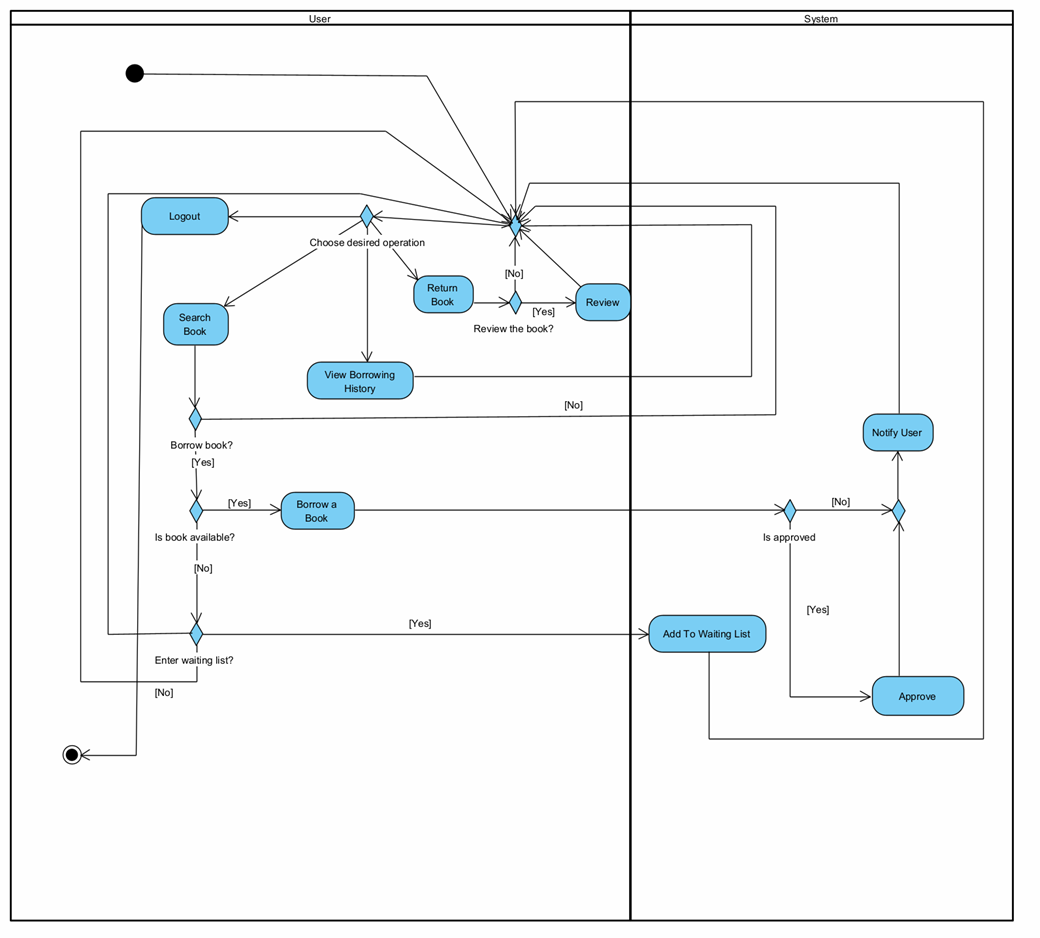 User
System
Logout
Choose desired operation
[No]
Return
Book
Review
[Yes]
Search
Book
Review the book?
View Borrowing
History
[No]
Notify User
Borrow book?
[Yes]
[Yes]
Borrow a
Book
[No]
Is book available?
Is approved
[No]
[Yes]
[Yes]
Add To Waiting List
Enter waiting list?
[No]
Approve